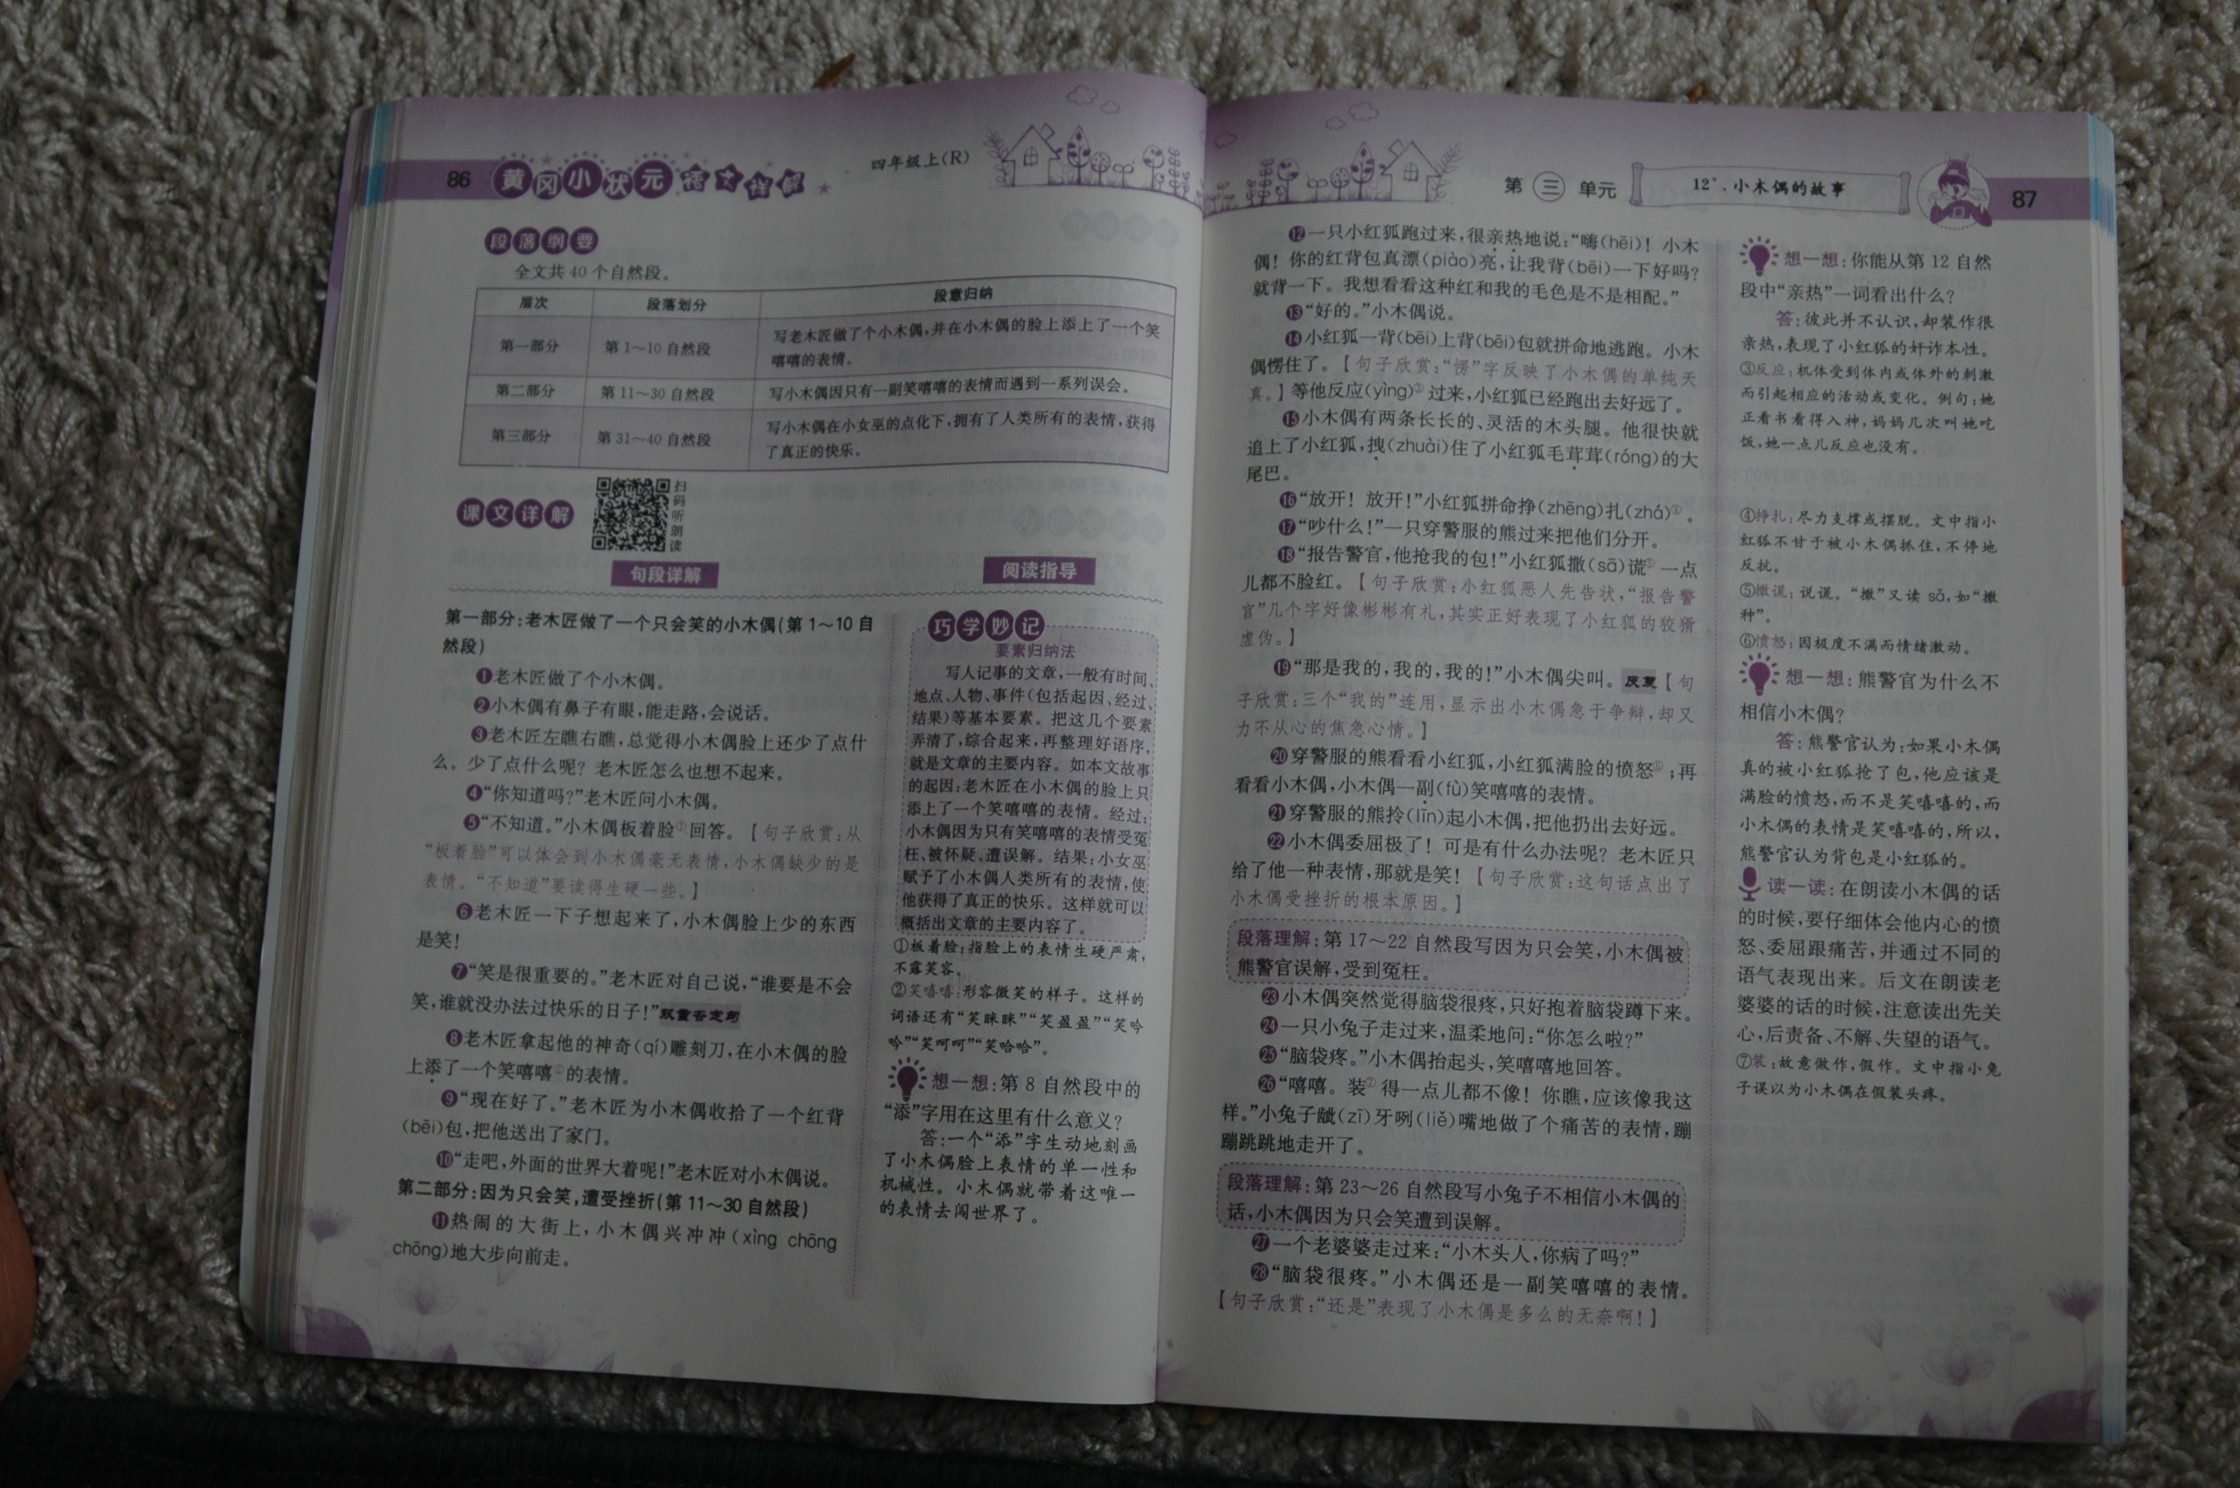 86 黄冈小状元 语文详解 四年级上(R)
段落纲要
全文共40个自然段。
层次 段落划分 段意归纳
第一部分 第1～10自然段 写老木匠做了个小木偶,并在小木偶的脸上添上了一个笑
嘻嘻的表情。
第二部分 第11～30自然段 写小木偶因只有一副笑嘻嘻的表情而遇到一系列误会。
第三部分 第31～40自然段 写小木偶在小女巫的点化下,拥有了人类所有的表情,获得
了真正的快乐。
课文详解
扫码听朗读
句段详解
阅读指导
第一部分:老木匠做了一个只会笑的小木偶(第1～10自
然段)
❶老木匠做了个小木偶。
❷小木偶有鼻子有眼,能走路,会说话。
❸老木匠左瞧右瞧,总觉得小木偶脸上还少了点什
么。少了点什么呢？老木匠怎么也想不起来。
❹“你知道吗?”老木匠问小木偶。
❺“不知道。”小木偶板着脸①回答。【句子欣赏:从
“板着脸”可以体会到小木偶毫无表情,小木偶缺少的是
表情。“不知道”要读得生硬一些。】
❻老木匠一下子想起来了,小木偶脸上少的东西
是笑!
❼“笑是很重要的。”老木匠对自己说,“谁要是不会
笑,谁就没办法过快乐的日子!”双重否定句
❽老木匠拿起他的神奇(qí)雕刻刀,在小木偶的脸
上添了一个笑嘻嘻②的表情。
❾“现在好了。”老木匠为小木偶收拾了一个红背
(bēi)包,把他送出了家门。
❿“走吧,外面的世界大着呢!”老木匠对小木偶说。
第二部分:因为只会笑,遭受挫折(第11～30自然段)
⓫热闹的大街上,小木偶兴冲冲(xìng chōng
chōng)地大步向前走。
巧学妙记
要素归纳法
写人记事的文章,一般有时间、
地点、人物、事件(包括起因、经过、
结果)等基本要素。把这几个要素
弄清了,综合起来,再整理好语序,
就是文章的主要内容。如本文故事
的起因:老木匠在小木偶的脸上只
添上了一个笑嘻嘻的表情。经过:
小木偶因为只有笑嘻嘻的表情受冤
枉、被怀疑、遭误解。结果:小女巫
赋予了小木偶人类所有的表情,使
他获得了真正的快乐。这样就可以
概括出文章的主要内容了。
①板着脸:指脸上的表情生硬严肃,
不露笑容。
②笑嘻嘻:形容微笑的样子。这样的
词语还有“笑眯眯”“笑盈盈”“笑吟
吟”“笑呵呵”“笑哈哈”。
想一想:第8自然段中的
“添”字用在这里有什么意义?
答:一个“添”字生动地刻画
了小木偶脸上表情的单一性和
机械性。小木偶就带着这唯一
的表情去闯世界了。
第三单元 12*.小木偶的故事 87
⓬一只小红狐跑过来,很亲热地说:“嗨(hēi)！小木
偶！你的红背包真漂(piào)亮,让我背(bēi)一下好吗?
就背一下。我想看看这种红和我的毛色是不是相配。”
⓭“好的。”小木偶说。
⓮小红狐一背(bēi)上背(bēi)包就拼命地逃跑。小木
偶愣住了。【句子欣赏:“愣”字反映了小木偶的单纯天
真。】等他反应(yìng)③过来,小红狐已经跑出去好远了。
⓯小木偶有两条长长的、灵活的木头腿。他很快就
追上了小红狐,拽(zhuài)住了小红狐毛茸茸(róng)的大
尾巴。
⓰“放开！放开!”小红狐拼命挣(zhēng)扎(zhá)④。
⓱“吵什么!”一只穿警服的熊过来把他们分开。
⓲“报告警官,他抢我的包!”小红狐撒(sā)谎⑤一点
儿都不脸红。【句子欣赏:小红狐恶人先告状,“报告警
官”几个字好像彬彬有礼,其实正好表现了小红狐的狡猾
虚伪。】
⓳“那是我的,我的,我的!”小木偶尖叫。反复【句
子欣赏:三个“我的”连用,显示出小木偶急于争辩,却又
力不从心的焦急心情。】
⓴穿警服的熊看看小红狐,小红狐满脸的愤怒⑥;再
看看小木偶,小木偶一副(fù)笑嘻嘻的表情。
㉑穿警服的熊拎(līn)起小木偶,把他扔出去好远。
㉒小木偶委屈极了！可是有什么办法呢？老木匠只
给了他一种表情,那就是笑！【句子欣赏:这句话点出了
小木偶受挫折的根本原因。】
段落理解:第17～22自然段写因为只会笑,小木偶被
熊警官误解,受到冤枉。
㉓小木偶突然觉得脑袋很疼,只好抱着脑袋蹲下来。
㉔一只小兔子走过来,温柔地问:“你怎么啦?”
㉕“脑袋疼。”小木偶抬起头,笑嘻嘻地回答。
㉖“嘻嘻。装⑦得一点儿都不像！你瞧,应该像我这
样。”小兔子龇(zī)牙咧(liě)嘴地做了个痛苦的表情,蹦
蹦跳跳地走开了。
段落理解:第23～26自然段写小兔子不相信小木偶的
话,小木偶因为只会笑遭到误解。
㉗一个老婆婆走过来:“小木头人,你病了吗?”
㉘“脑袋很疼。”小木偶还是一副笑嘻嘻的表情。
【句子欣赏:“还是”表现了小木偶是多么的无奈啊!】
想一想:你能从第12自然
段中“亲热”一词看出什么?
答:彼此并不认识,却装作很
亲热,表现了小红狐的奸诈本性。
③反应:机体受到体内或体外的刺激
而引起相应的活动或变化。例句:她
正看书看得入神,妈妈几次叫她吃
饭,她一点儿反应也没有。
④挣扎:尽力支撑或摆脱。文中指小
红狐不甘于被小木偶抓住,不停地
反抗。
⑤撒谎:说谎。“撒”又读sǎ,如“撒
种”。
⑥愤怒:因极度不满而情绪激动。
想一想:熊警官为什么不
相信小木偶?
答:熊警官认为:如果小木偶
真的被小红狐抢了包,他应该是
满脸的愤怒,而不是笑嘻嘻的,而
小木偶的表情是笑嘻嘻的,所以,
熊警官认为背包是小红狐的。
读一读:在朗读小木偶的话
的时候,要仔细体会他内心的愤
怒、委屈跟痛苦,并通过不同的
语气表现出来。后文在朗读老
婆婆的话的时候,注意读出先关
心,后责备、不解、失望的语气。
⑦装:故意做作,假作。文中指小兔
子误以为小木偶在假装头疼。